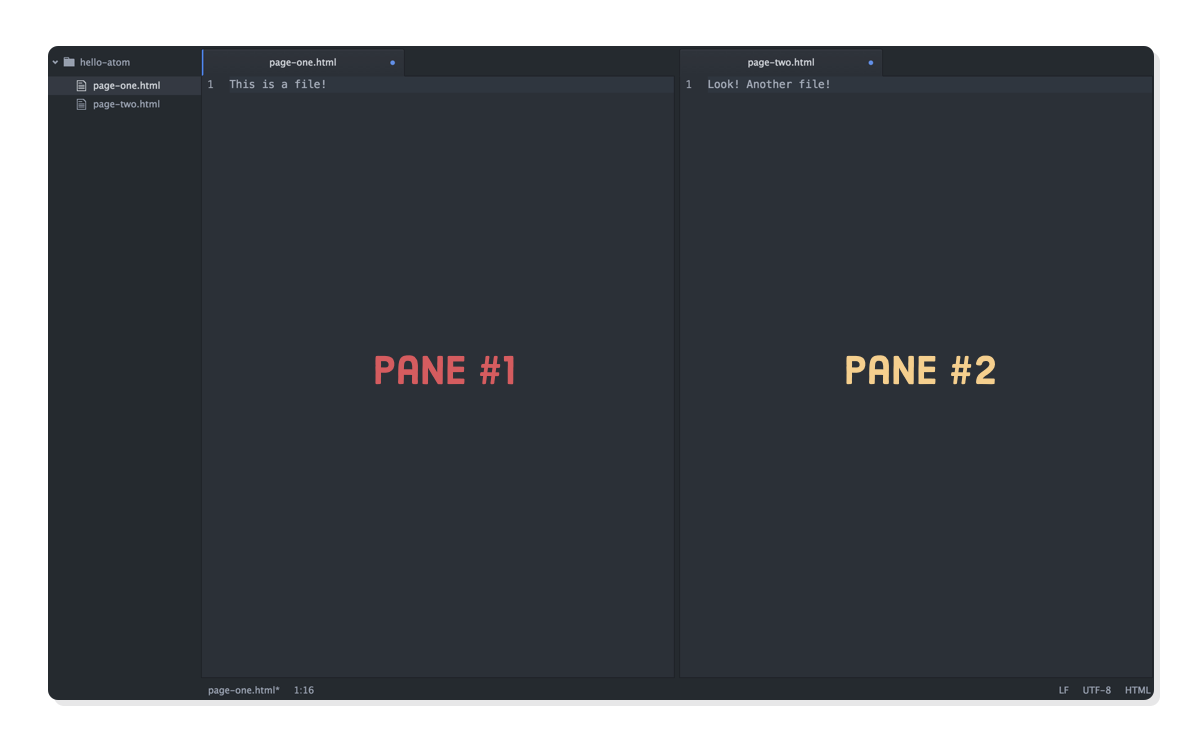 hello-atom
page-one.html
page-two.html
page-one.html
1 This is a file!
PANE #1
page-two.html
1 Look! Another file!
PANE #2
page-one.html* 1:16
LF UTF-8 HTML